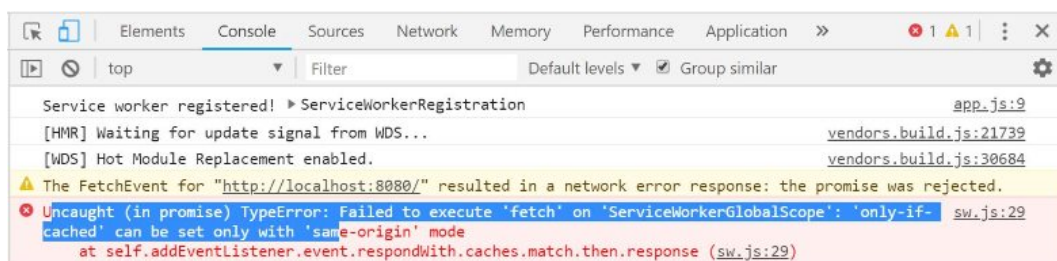 Elements Console Sources Network Memory Performance Application » 1 1
top Filter Default levels Group similar
Service worker registered! ServiceWorkerRegistration app.js:9
[HMR] Waiting for update signal from WDS... vendors.build.js:21739
[WDS] Hot Module Replacement enabled. vendors.build.js:30684
The FetchEvent for "http://localhost:8080/" resulted in a network error response: the promise was rejected.
Uncaught (in promise) TypeError: Failed to execute 'fetch' on 'ServiceWorkerGlobalScope': 'only-if- sw.js:29
cached' can be set only with 'same-origin' mode
at self.addEventListener.event.respondWith.caches.match.then.response (sw.js:29)